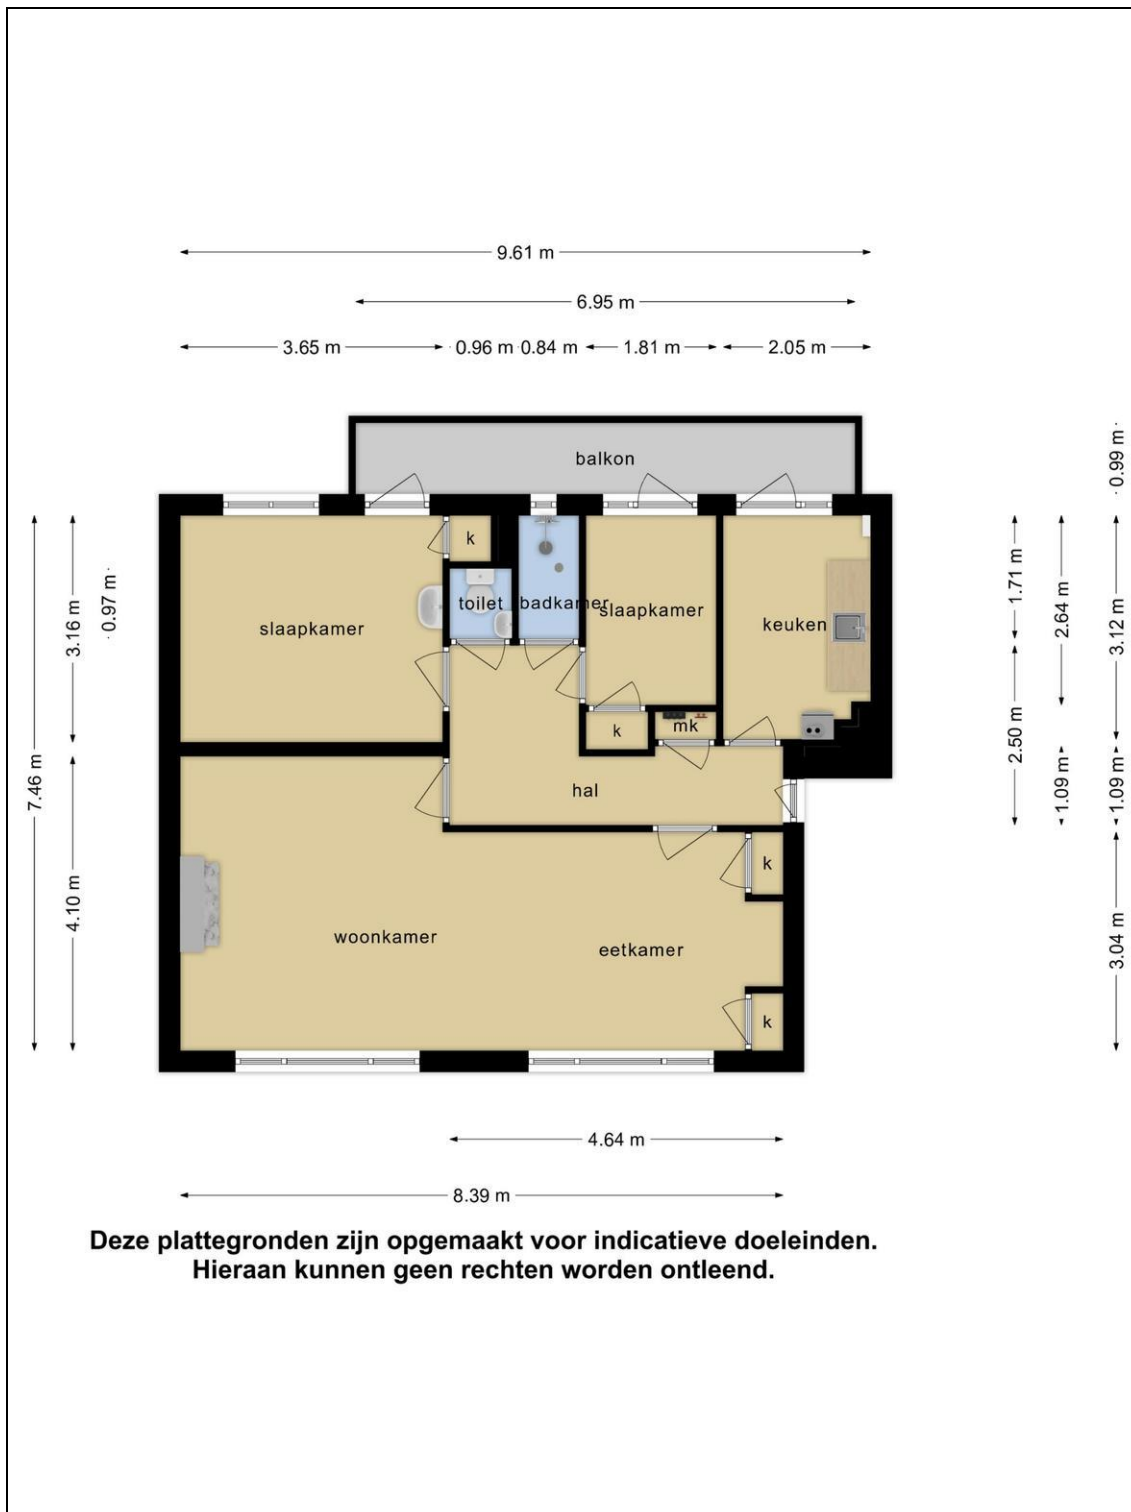 9.61 m
6.95 m
3.65 m
0.96 m
0.84 m
1.81 m
2.05 m
balkon
0.99 m
k
toilet
badkamer
slaapkamer
slaapkamer
keuken
7.46 m
3.16 m
0.97 m
4.10 m
1.71 m
2.64 m
3.12 m
2.50 m
1.09 m
1.09 m
3.04 m
k
mk
hal
k
woonkamer
eetkamer
k
4.64 m
8.39 m
Deze plattegronden zijn opgemaakt voor indicatieve doeleinden.
Hieraan kunnen geen rechten worden ontleend.